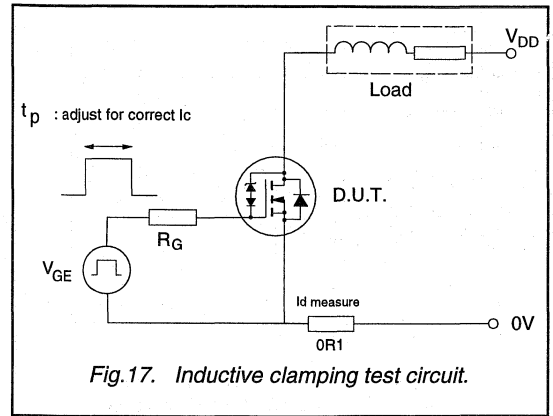 V_DD
Load
t_p : adjust for correct Ic
D.U.T.
R_G
V_GE
Id measure
0R1
0V
Fig.17. Inductive clamping test circuit.